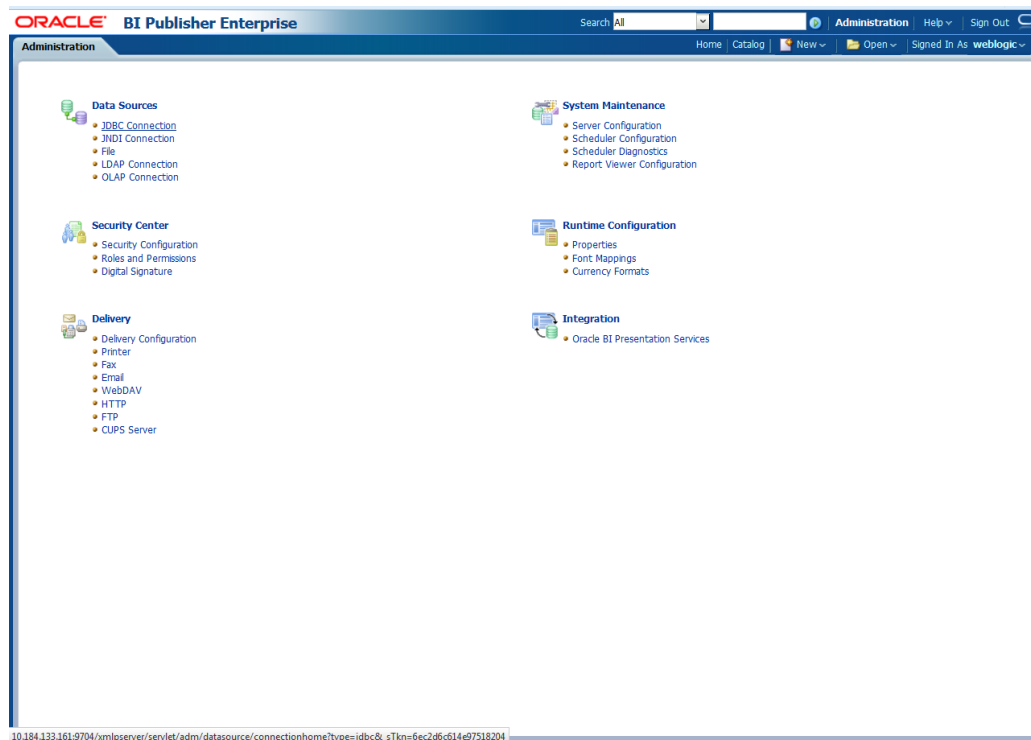 ORACLE BI Publisher Enterprise Search All Administration Help Sign Out
Administration Home Catalog New Open Signed In As weblogic
Data Sources
JDBC Connection
JNDI Connection
File
LDAP Connection
OLAP Connection
System Maintenance
Server Configuration
Scheduler Configuration
Scheduler Diagnostics
Report Viewer Configuration
Security Center
Security Configuration
Roles and Permissions
Digital Signature
Runtime Configuration
Properties
Font Mappings
Currency Formats
Delivery
Delivery Configuration
Printer
Fax
Email
WebDAV
HTTP
FTP
CUPS Server
Integration
Oracle BI Presentation Services
10.184.133.161:9704/xmlpserver/servlet/adm/datasource/connectionhome?type=jdbc&_sTkn=6ec2d6c614e97518204